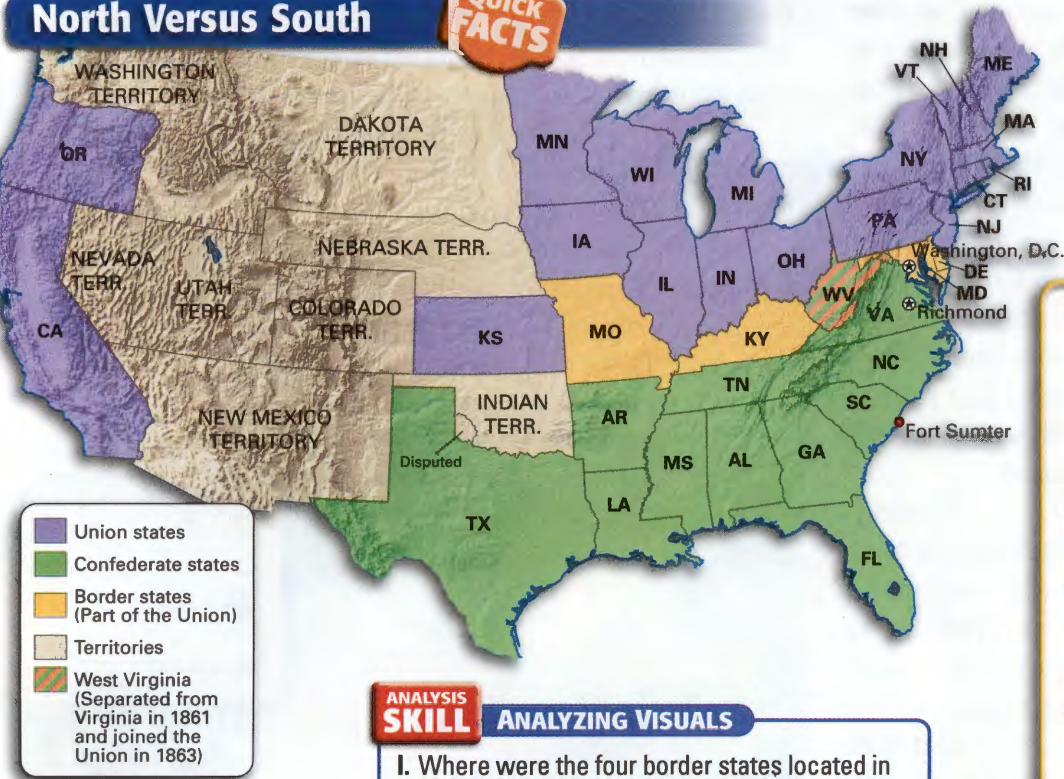 North Versus South
QUICK
FACTS
WASHINGTON
TERRITORY
DAKOTA
TERRITORY
OR
MN
WI
MI
NH
VT
ME
MA
NY
RI
CT
NJ
PA
IA
NEBRASKA TERR.
NEVADA
TERR.
UTAH
TERR.
COLORADO
TERR.
CA
KS
MO
IL
IN
OH
WV
KY
VA
Washington, D.C.
DE
MD
Richmond
NC
TN
SC
INDIAN
TERR.
AR
NEW MEXICO
TERRITORY
Disputed
MS
AL
GA
Fort Sumter
LA
TX
FL
Union states
Confederate states
Border states
(Part of the Union)
Territories
West Virginia
(Separated from
Virginia in 1861
and joined the
Union in 1863)
ANALYSIS
SKILL
ANALYZING VISUALS
I. Where were the four border states located in